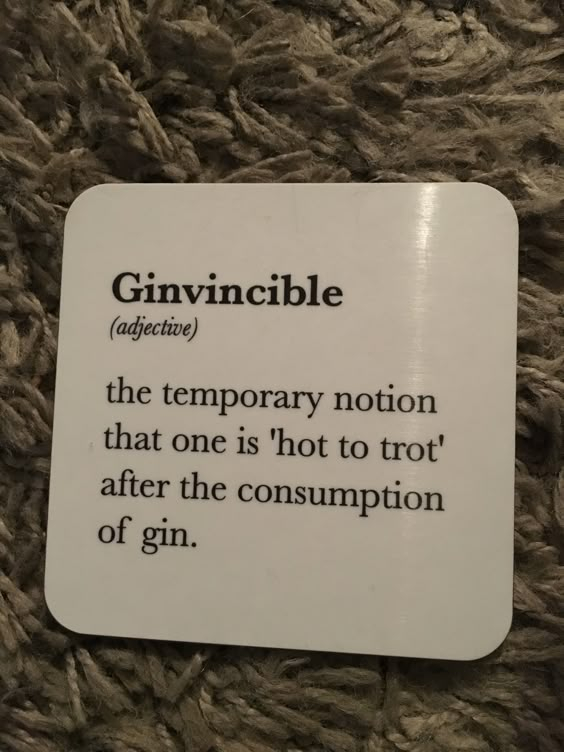 Ginvincible
(adjective)
the temporary notion
that one is 'hot to trot'
after the consumption
of gin.